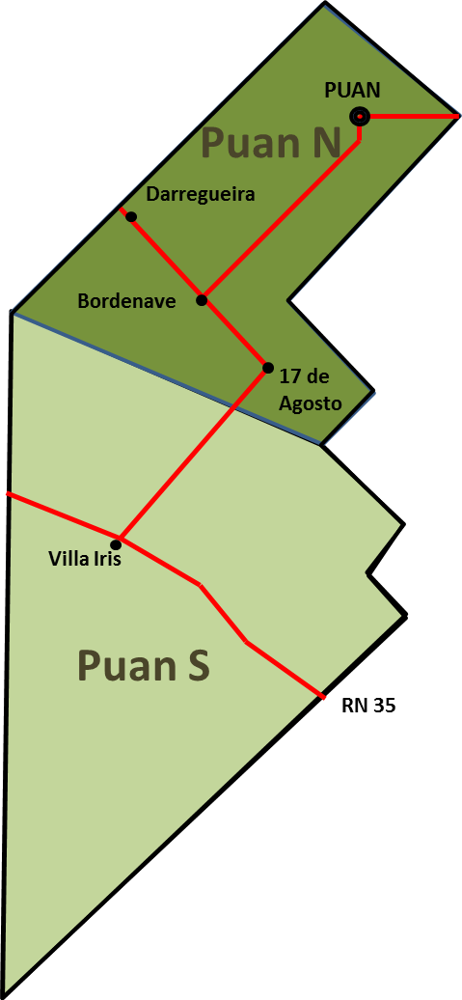 PUAN
Puan N
Darregueira
Bordenave
17 de
Agosto
Villa Iris
Puan S
RN 35